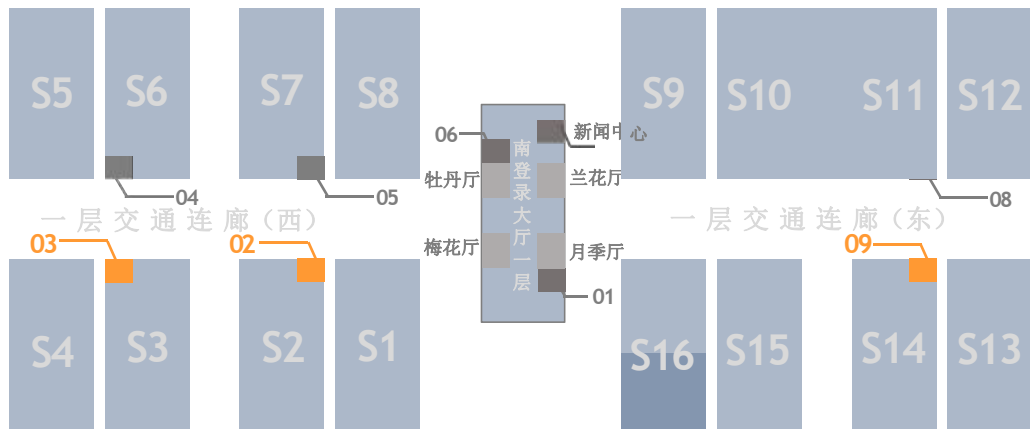 S5
S6
S7
S8
S9
S10
S11
S12
06
新闻中心
南登录大厅一层
牡丹厅
兰花厅
04
05
08
一层交通连廊(西)
一层交通连廊(东)
03
02
梅花厅
月季厅
09
01
S4
S3
S2
S1
S16
S15
S14
S13